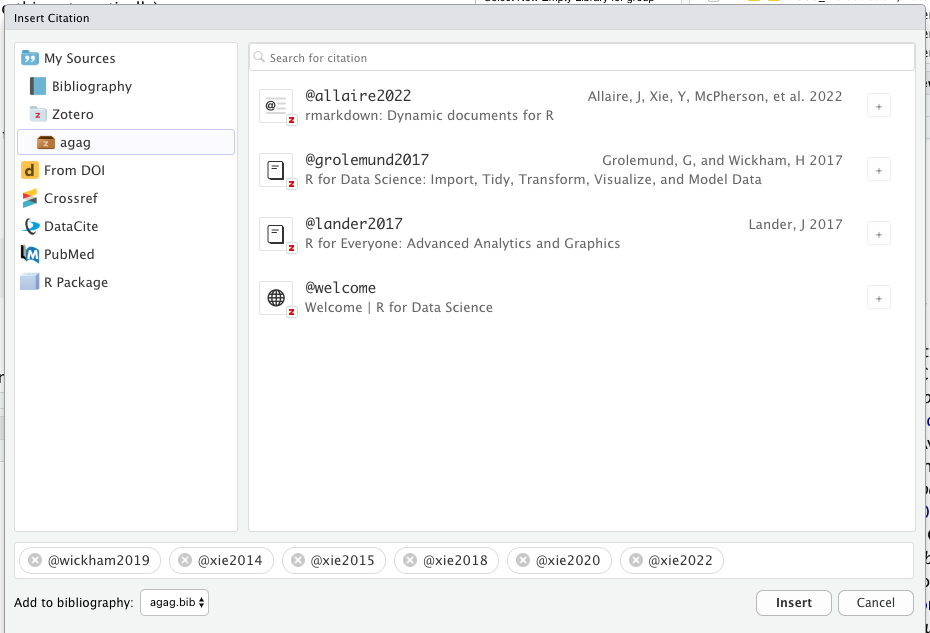 Insert Citation
My Sources
Bibliography
Zotero
agag
From DOI
Crossref
DataCite
PubMed
R Package
Search for citation
@allaire2022 Allaire, J, Xie, Y, McPherson, et al. 2022
rmarkdown: Dynamic documents for R
+
@grolemund2017 Grolemund, G, and Wickham, H 2017
R for Data Science: Import, Tidy, Transform, Visualize, and Model Data
+
@lander2017 Lander, J 2017
R for Everyone: Advanced Analytics and Graphics
+
@welcome
Welcome | R for Data Science
+
@wickham2019 @xie2014 @xie2015 @xie2018 @xie2020 @xie2022
Add to bibliography: agag.bib Insert Cancel